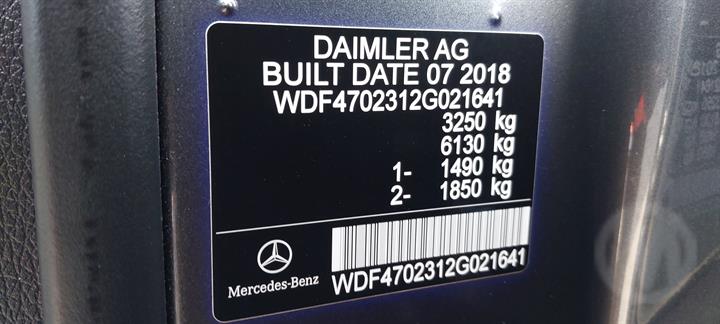 DAIMLER AG
BUILT DATE 07 2018
WDF4702312G021641
3250 kg
6130 kg
1- 1490 kg
2- 1850 kg
Mercedes-Benz
WDF4702312G021641